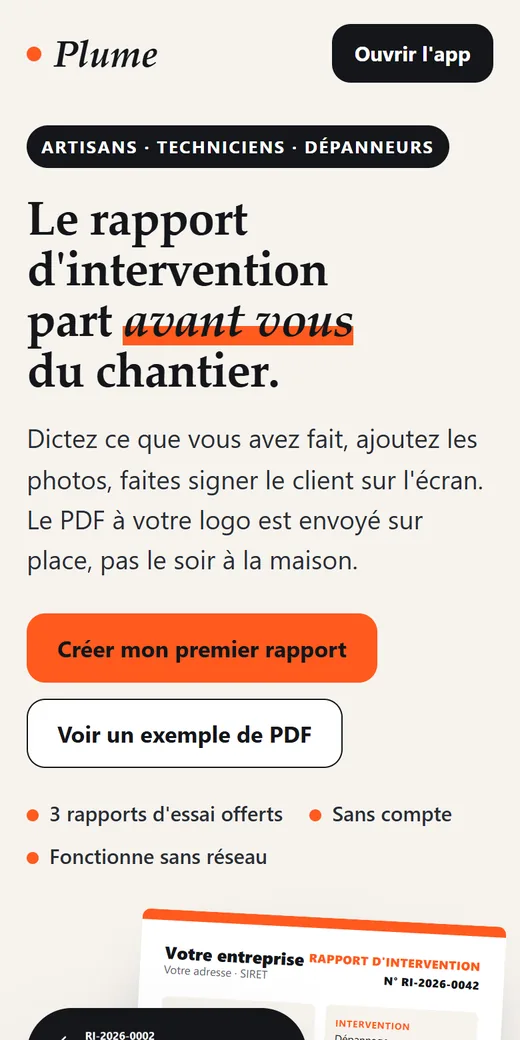 Plume
Ouvrir l'app
ARTISANS · TECHNICIENS · DÉPANNEURS
Le rapport
d'intervention
part avant vous
du chantier.
Dictez ce que vous avez fait, ajoutez les
photos, faites signer le client sur l'écran.
Le PDF à votre logo est envoyé sur
place, pas le soir à la maison.
Créer mon premier rapport
Voir un exemple de PDF
3 rapports d'essai offerts
Sans compte
Fonctionne sans réseau
Votre entreprise
RAPPORT D'INTERVENTION
Votre adresse · SIRET
N° RI-2026-0042
INTERVENTION
RI-2026-0002